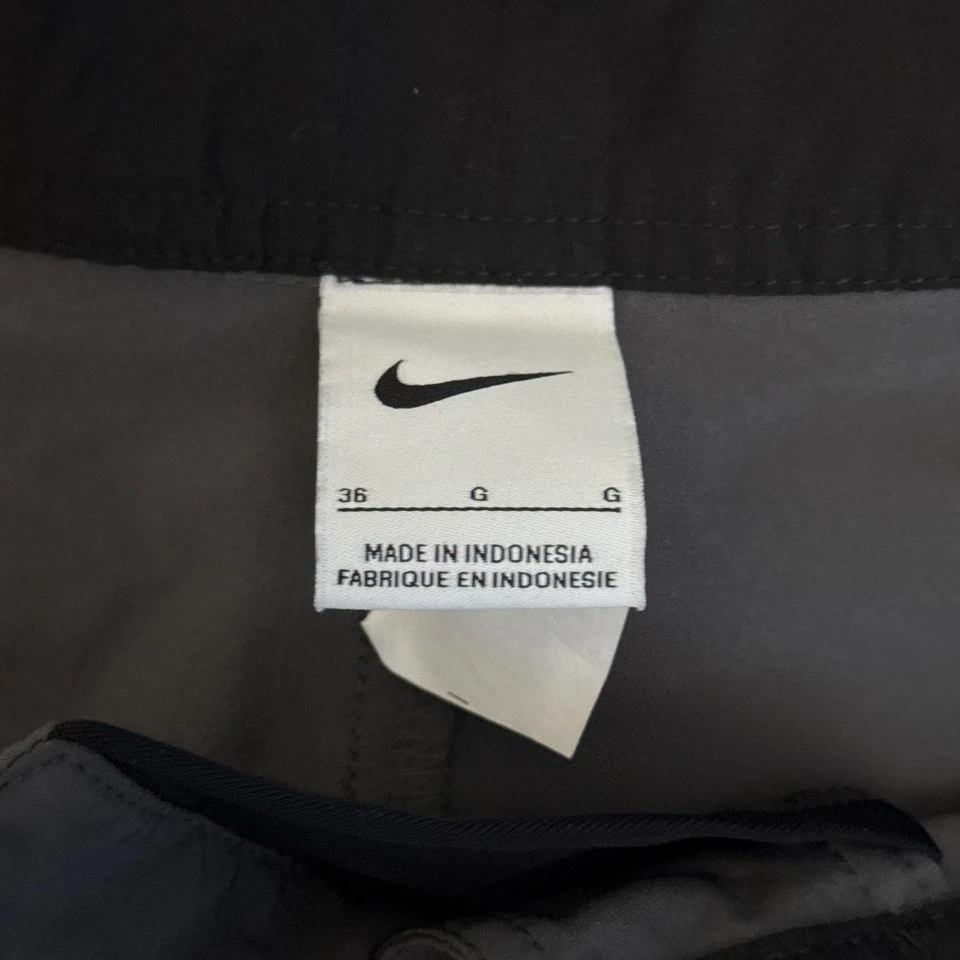 36 G G
MADE IN INDONESIA
FABRIQUE EN INDONESIE